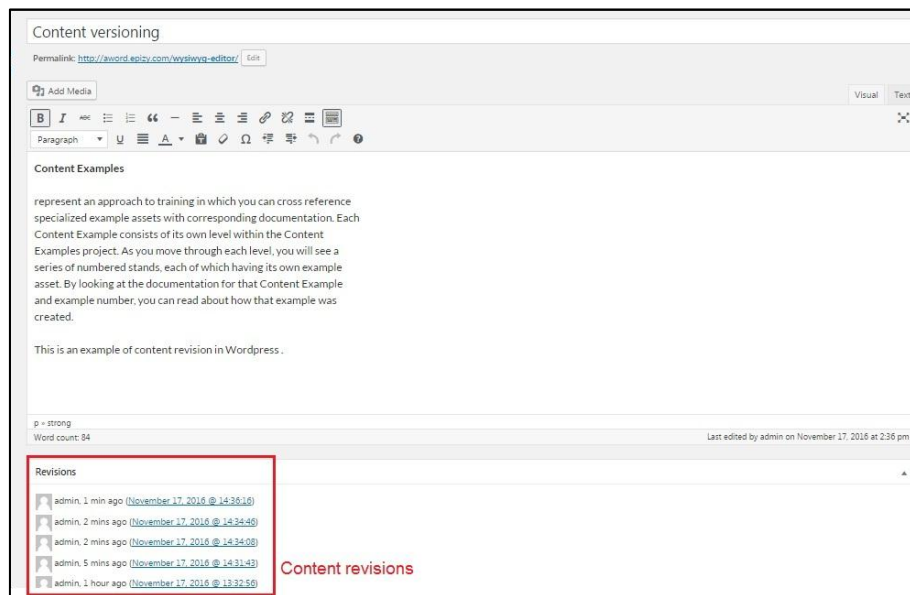 Content versioning
Permalink: http://aword.epizy.com/wysiwyg-editor/ Edit
Add Media
Visual Text
B I ABC
Paragraph U A Ω
Content Examples
represent an approach to training in which you can cross reference
specialized example assets with corresponding documentation. Each
Content Example consists of its own level within the Content
Examples project. As you move through each level, you will see a
series of numbered stands, each of which having its own example
asset. By looking at the documentation for that Content Example
and example number, you can read about how that example was
created.
This is an example of content revision in Wordpress .
p » strong
Word count: 84 Last edited by admin on November 17, 2016 at 2:36 pm
Revisions
admin, 1 min ago (November 17, 2016 @ 14:36:16)
admin, 2 mins ago (November 17, 2016 @ 14:34:46)
admin, 2 mins ago (November 17, 2016 @ 14:34:08)
admin, 5 mins ago (November 17, 2016 @ 14:31:43)
Content revisions
admin, 1 hour ago (November 17, 2016 @ 13:32:56)